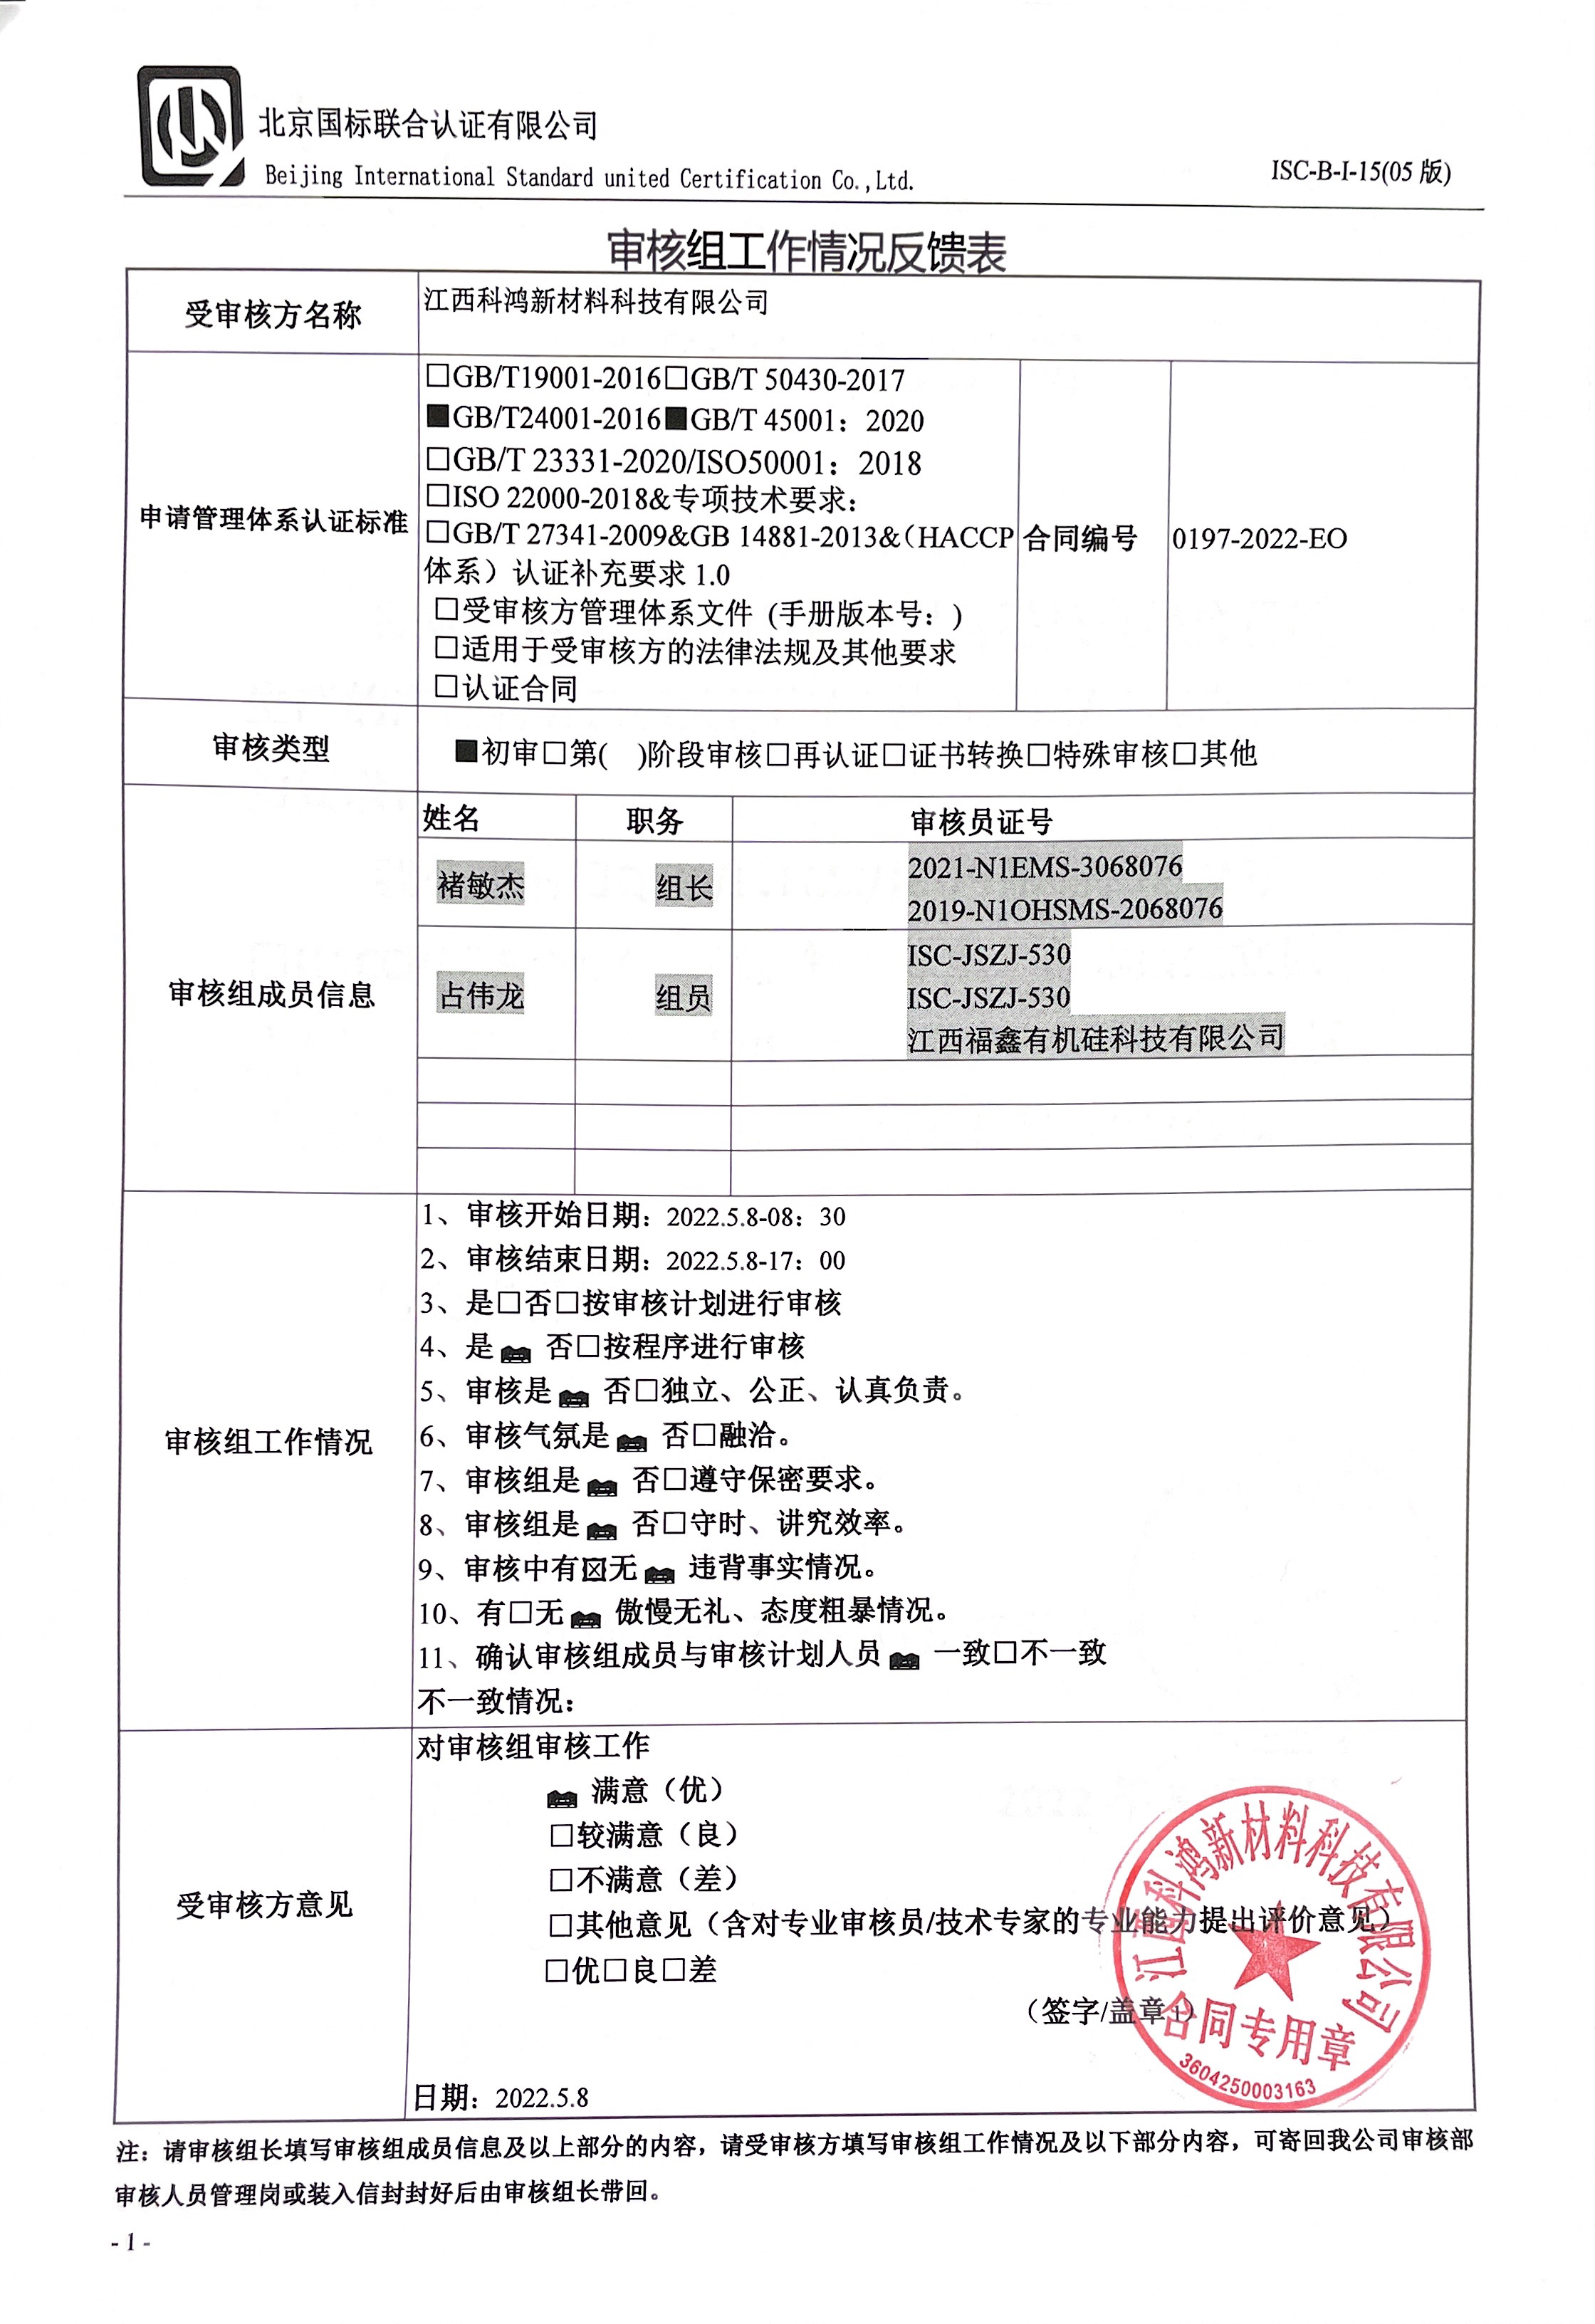 北京国标联合认证有限公司
Beijing International Standard united Certification Co.,Ltd.
ISC-B-I-15(05 版)
审核组工作情况反馈表
受审核方名称
江西科鸿新材料科技有限公司
申请管理体系认证标准
□GB/T19001-2016□GB/T 50430-2017
■GB/T24001-2016■GB/T 45001：2020
□GB/T 23331-2020/ISO50001：2018
□ISO 22000-2018&专项技术要求：
□GB/T 27341-2009&GB 14881-2013&（HACCP
体系）认证补充要求 1.0
□受审核方管理体系文件 (手册版本号：)
□适用于受审核方的法律法规及其他要求
□认证合同
合同编号
0197-2022-EO
审核类型
■初审□第(　)阶段审核□再认证□证书转换□特殊审核□其他
审核组成员信息
姓名 职务 审核员证号
褚敏杰 组长
2021-N1EMS-3068076
2019-N1OHSMS-2068076
占伟龙 组员
ISC-JSZJ-530
ISC-JSZJ-530
江西福鑫有机硅科技有限公司
审核组工作情况
1、审核开始日期：2022.5.8-08：30
2、审核结束日期：2022.5.8-17：00
3、是□否□按审核计划进行审核
4、是 否□按程序进行审核
5、审核是 否□独立、公正、认真负责。
6、审核气氛是 否□融洽。
7、审核组是 否□遵守保密要求。
8、审核组是 否□守时、讲究效率。
9、审核中有☒无 违背事实情况。
10、有□无 傲慢无礼、态度粗暴情况。
11、确认审核组成员与审核计划人员 一致□不一致
不一致情况：
受审核方意见
对审核组审核工作
满意（优）
□较满意（良）
□不满意（差）
□其他意见（含对专业审核员/技术专家的专业能力提出评价意见）
□优□良□差
（签字/盖章）
江西科鸿新材料科技有限公司
合同专用章
3604250003163
日期：2022.5.8
注：请审核组长填写审核组成员信息及以上部分的内容，请受审核方填写审核组工作情况及以下部分内容，可寄回我公司审核部
审核人员管理岗或装入信封封好后由审核组长带回。
- 1 -